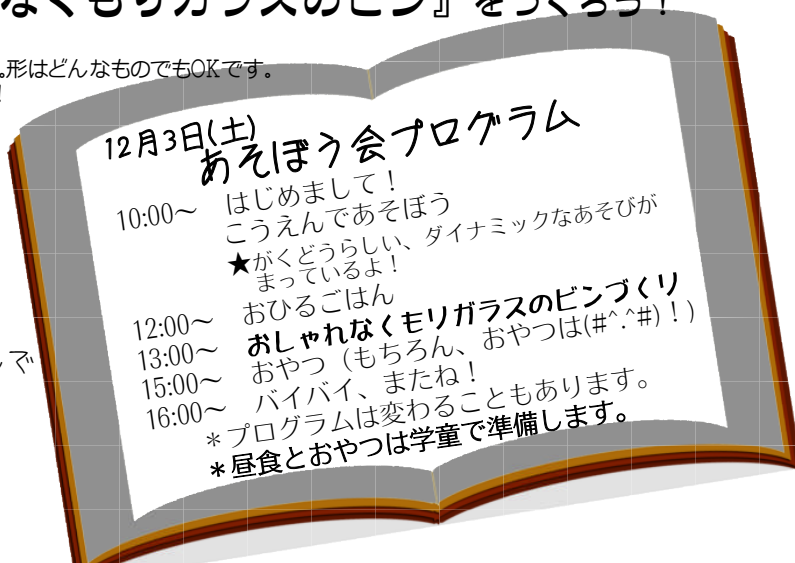 なくもりガラスのビン』をつくろう！
。形はどんなものでもOKです。
！
12月3日(土)
あそぼう会プログラム
10:00～ はじめまして！
こうえんであそぼう
★がくどうらしい、ダイナミックなあそびが
まっているよ！
12:00～ おひるごはん
13:00～ おしゃれなくもりガラスのビンづくり
15:00～ おやつ（もちろん、おやつは(#^.^#)！)
16:00～ バイバイ、またね！
＊プログラムは変わることもあります。
＊昼食とおやつは学童で準備します。
で